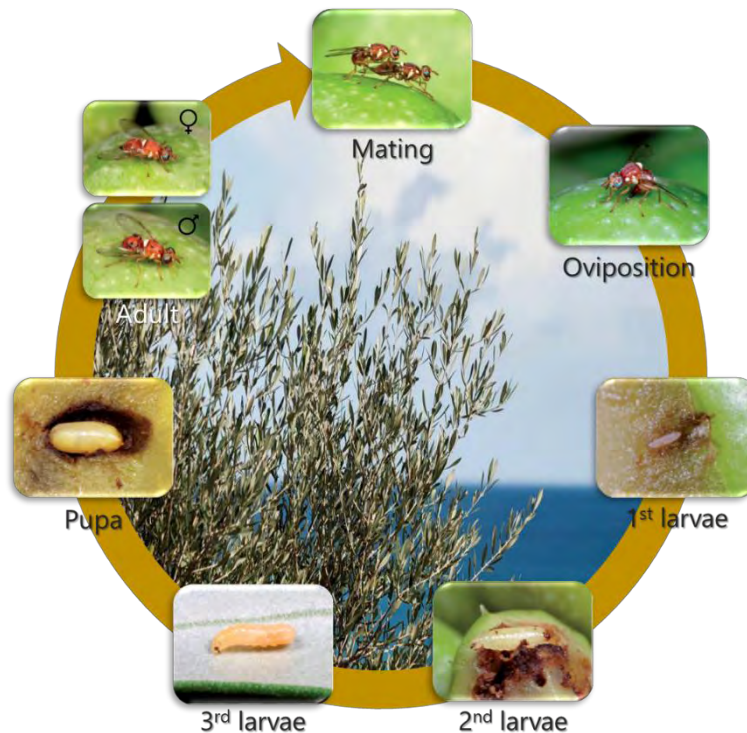 Mating
Oviposition
1st larvae
2nd larvae
3rd larvae
Pupa
Adult
♀
♂